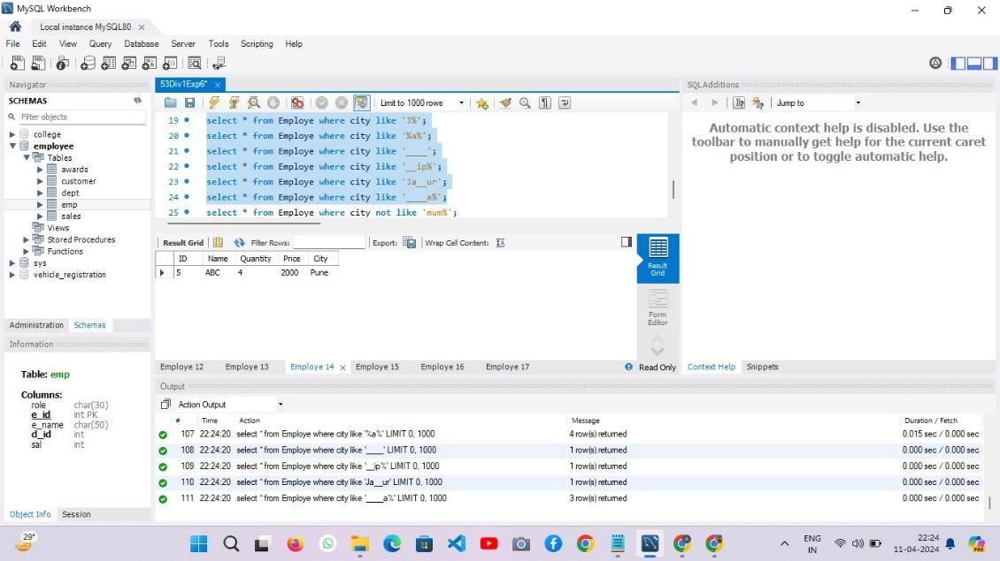 MySQL Workbench
Local instance MySQL80
File Edit View Query Database Server Tools Scripting Help
Navigator
SCHEMAS
Filter objects
college
employee
Tables
awards
customer
dept
emp
sales
Views
Stored Procedures
Functions
sys
vehicle_registration
Administration Schemas
Information
Table: emp
Columns:
role char(30)
e_id int PK
e_name char(50)
d_id int
sal int
Object Info Session
53Div1Exp6*
Limit to 1000 rows
19 select * from Employe where city like 'J%';
20 select * from Employe where city like '%a%';
21 select * from Employe where city like '____';
22 select * from Employe where city like '__ip%';
23 select * from Employe where city like 'Ja__ur';
24 select * from Employe where city like '____a%';
25 select * from Employe where city not like 'mum%';
Result Grid Filter Rows: Export: Wrap Cell Content:
ID Name Quantity Price City
5 ABC 4 2000 Pune
Result Grid
Form Editor
Employe 12 Employe 13 Employe 14 Employe 15 Employe 16 Employe 17 Read Only
SQLAdditions
Jump to
Automatic context help is disabled. Use the
toolbar to manually get help for the current caret
position or to toggle automatic help.
Context Help Snippets
Output
Action Output
# Time Action Message Duration / Fetch
107 22:24:20 select * from Employe where city like '%a%' LIMIT 0, 1000 4 row(s) returned 0.015 sec / 0.000 sec
108 22:24:20 select * from Employe where city like '____' LIMIT 0, 1000 1 row(s) returned 0.000 sec / 0.000 sec
109 22:24:20 select * from Employe where city like '__ip%' LIMIT 0, 1000 1 row(s) returned 0.000 sec / 0.000 sec
110 22:24:20 select * from Employe where city like 'Ja__ur' LIMIT 0, 1000 1 row(s) returned 0.000 sec / 0.000 sec
111 22:24:20 select * from Employe where city like '____a%' LIMIT 0, 1000 3 row(s) returned 0.000 sec / 0.000 sec
29°
ENG
IN
22:24
11-04-2024
PRE